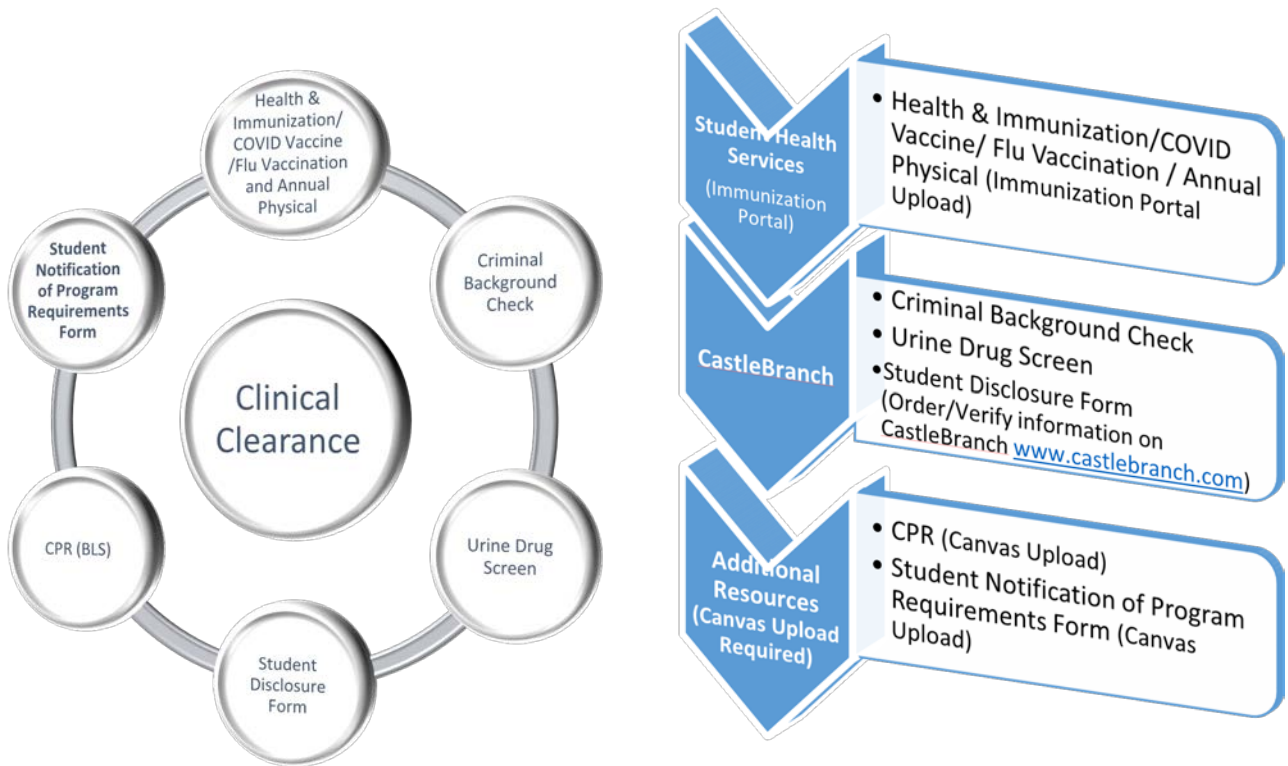 Health &
Immunization/
COVID Vaccine
/Flu Vaccination
and Annual
Physical
Criminal
Background
Check
Urine Drug
Screen
Student
Disclosure
Form
CPR (BLS)
Student
Notification
of Program
Requirements
Form
Clinical
Clearance
Student Health
Services
(Immunization
Portal)
• Health & Immunization/COVID
Vaccine/ Flu Vaccination / Annual
Physical (Immunization Portal
Upload)
CastleBranch
• Criminal Background Check
• Urine Drug Screen
•Student Disclosure Form
(Order/Verify information on
CastleBranch www.castlebranch.com)
Additional
Resources
(Canvas Upload
Required)
• CPR (Canvas Upload)
• Student Notification of Program
Requirements Form (Canvas
Upload)